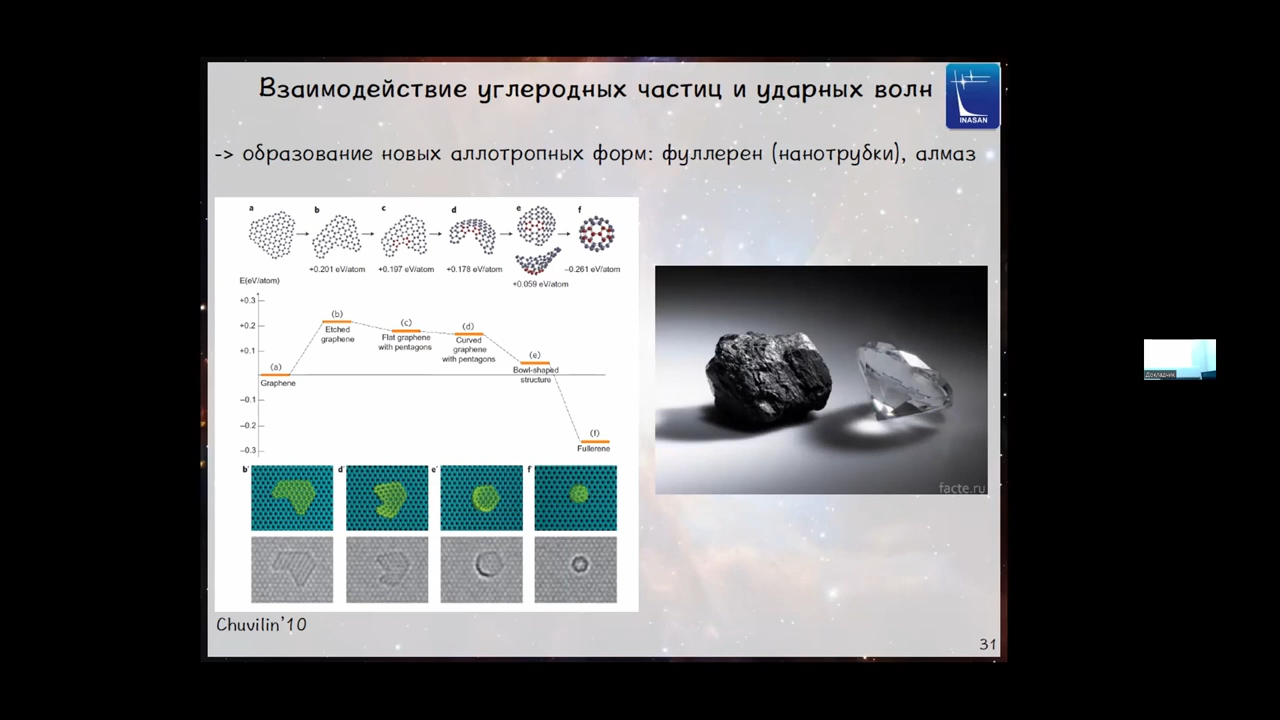 Взаимодействие углеродных частиц и ударных волн
INASAN
-> образование новых аллотропных форм: фуллерен (нанотрубки), алмаз
a b c d e f
+0.201 eV/atom +0.197 eV/atom +0.178 eV/atom −0.261 eV/atom
+0.059 eV/atom
E(eV/atom)
+0.3
+0.2
+0.1
−0.1
−0.2
−0.3
(a)
Graphene
(b)
Etched
graphene
(c)
Flat graphene
with pentagons
(d)
Curved
graphene
with pentagons
(e)
Bowl-shaped
structure
(f)
Fullerene
b' d' e' f'
facte.ru
Chuvilin'10
31
Докладчик